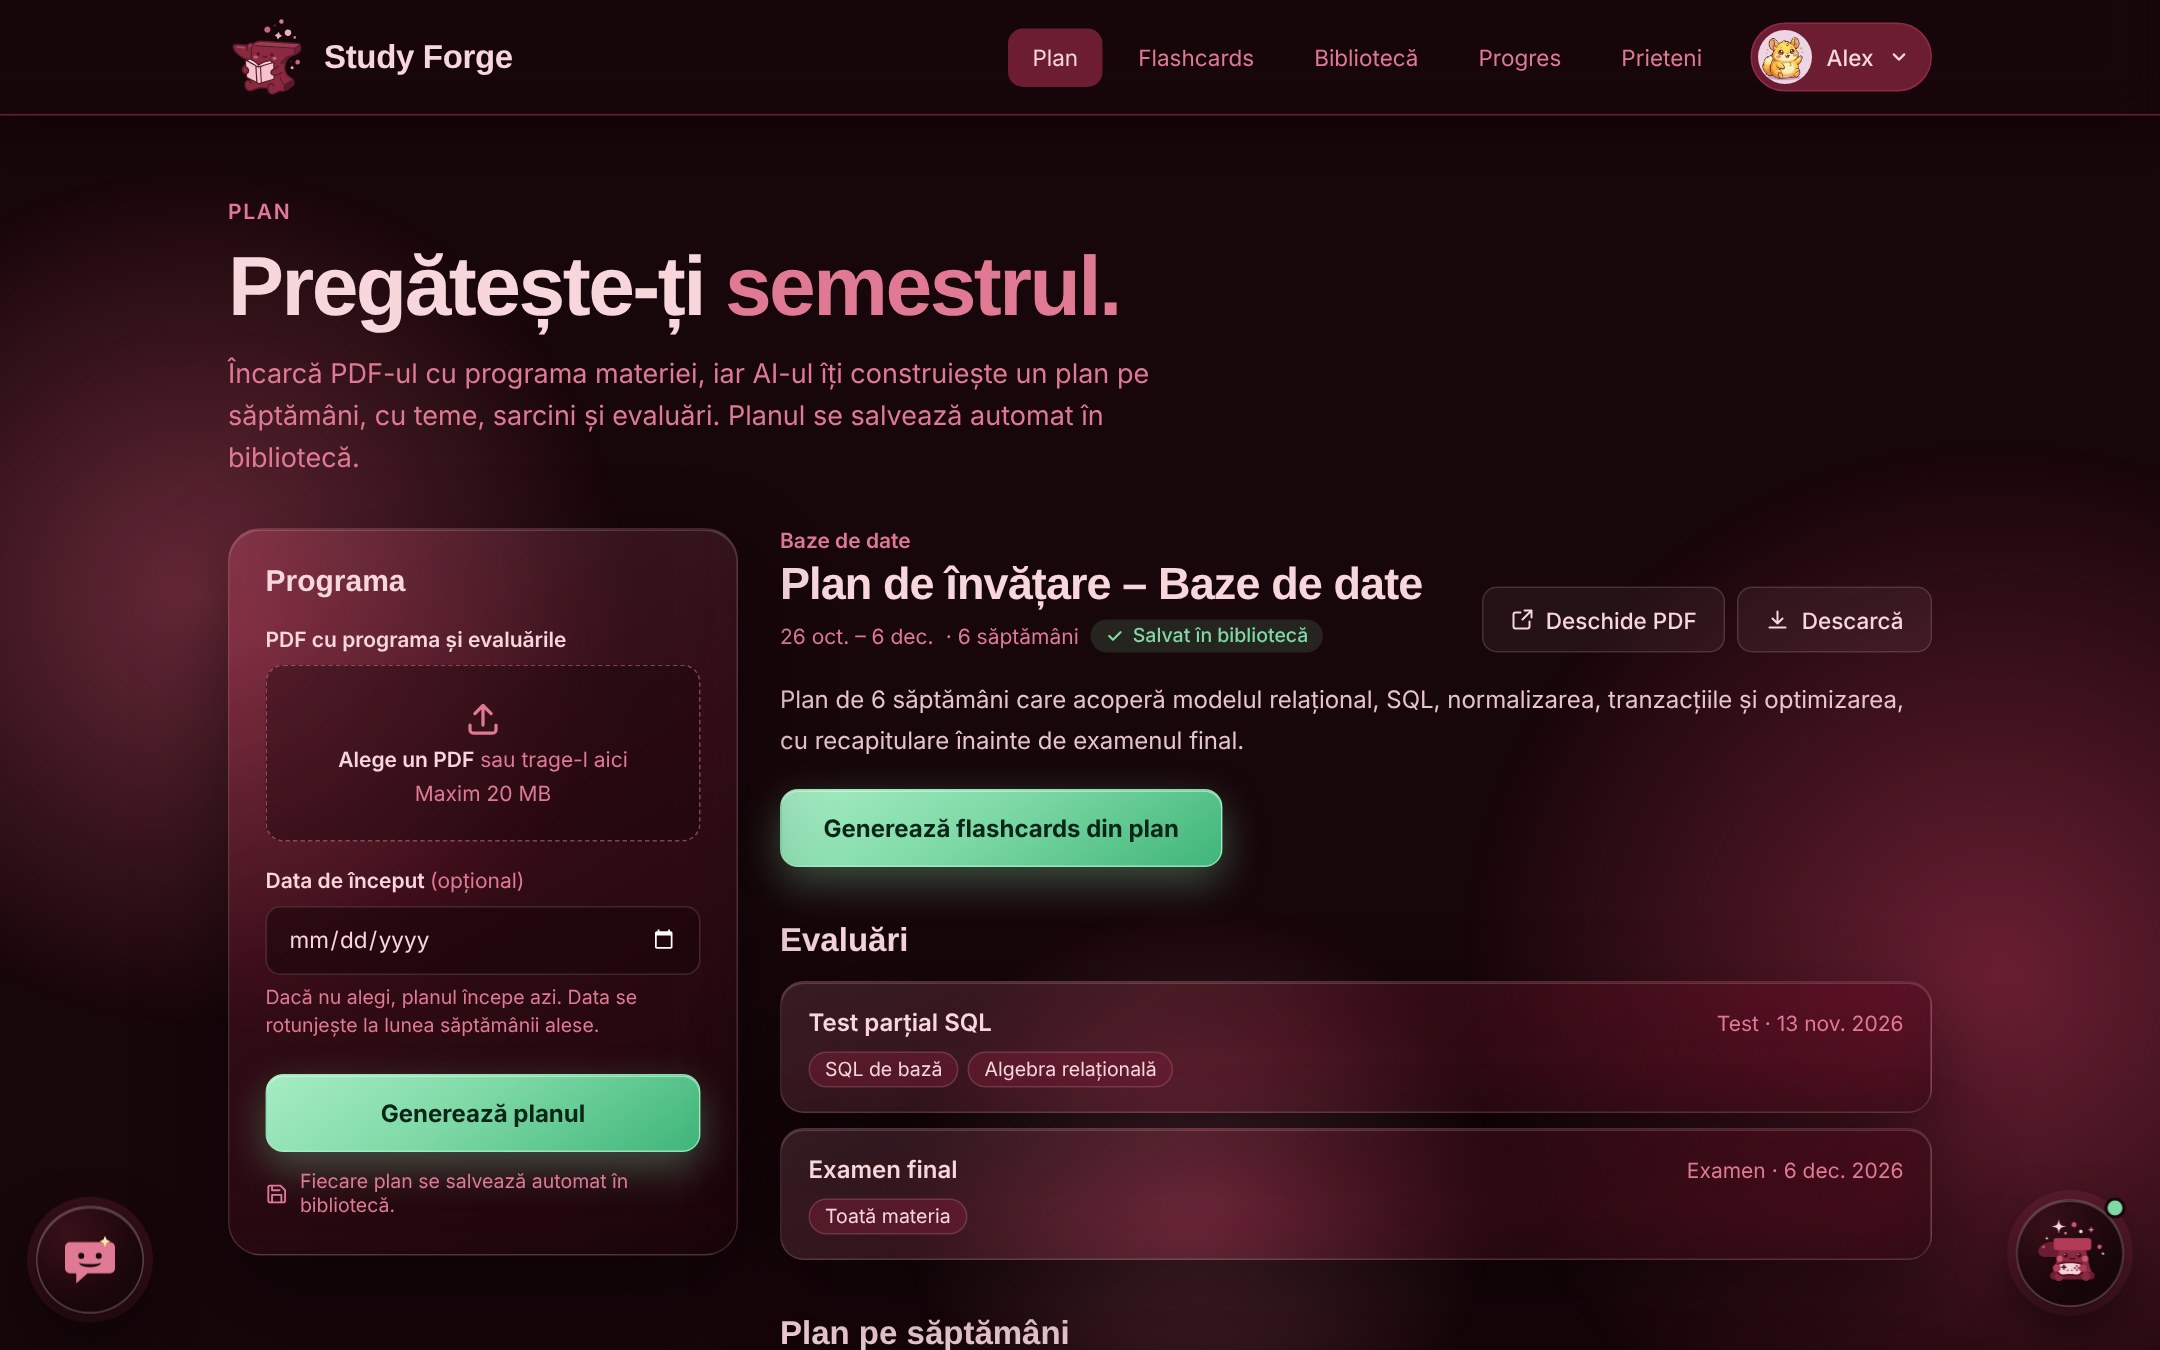 Study Forge
Plan
Flashcards
Bibliotecă
Progres
Prieteni
Alex
PLAN
Pregătește-ți semestrul.
Încarcă PDF-ul cu programa materiei, iar AI-ul îți construiește un plan pe
săptămâni, cu teme, sarcini și evaluări. Planul se salvează automat în
bibliotecă.
Programa
PDF cu programa și evaluările
Alege un PDF sau trage-l aici
Maxim 20 MB
Data de început (opțional)
mm/dd/yyyy
Dacă nu alegi, planul începe azi. Data se
rotunjește la lunea săptămânii alese.
Generează planul
Fiecare plan se salvează automat în
bibliotecă.
Baze de date
Plan de învățare – Baze de date
26 oct. – 6 dec. · 6 săptămâni
Salvat în bibliotecă
Deschide PDF
Descarcă
Plan de 6 săptămâni care acoperă modelul relațional, SQL, normalizarea, tranzacțiile și optimizarea,
cu recapitulare înainte de examenul final.
Generează flashcards din plan
Evaluări
Test parțial SQL
Test · 13 nov. 2026
SQL de bază
Algebra relațională
Examen final
Examen · 6 dec. 2026
Toată materia
Plan pe săptămâni